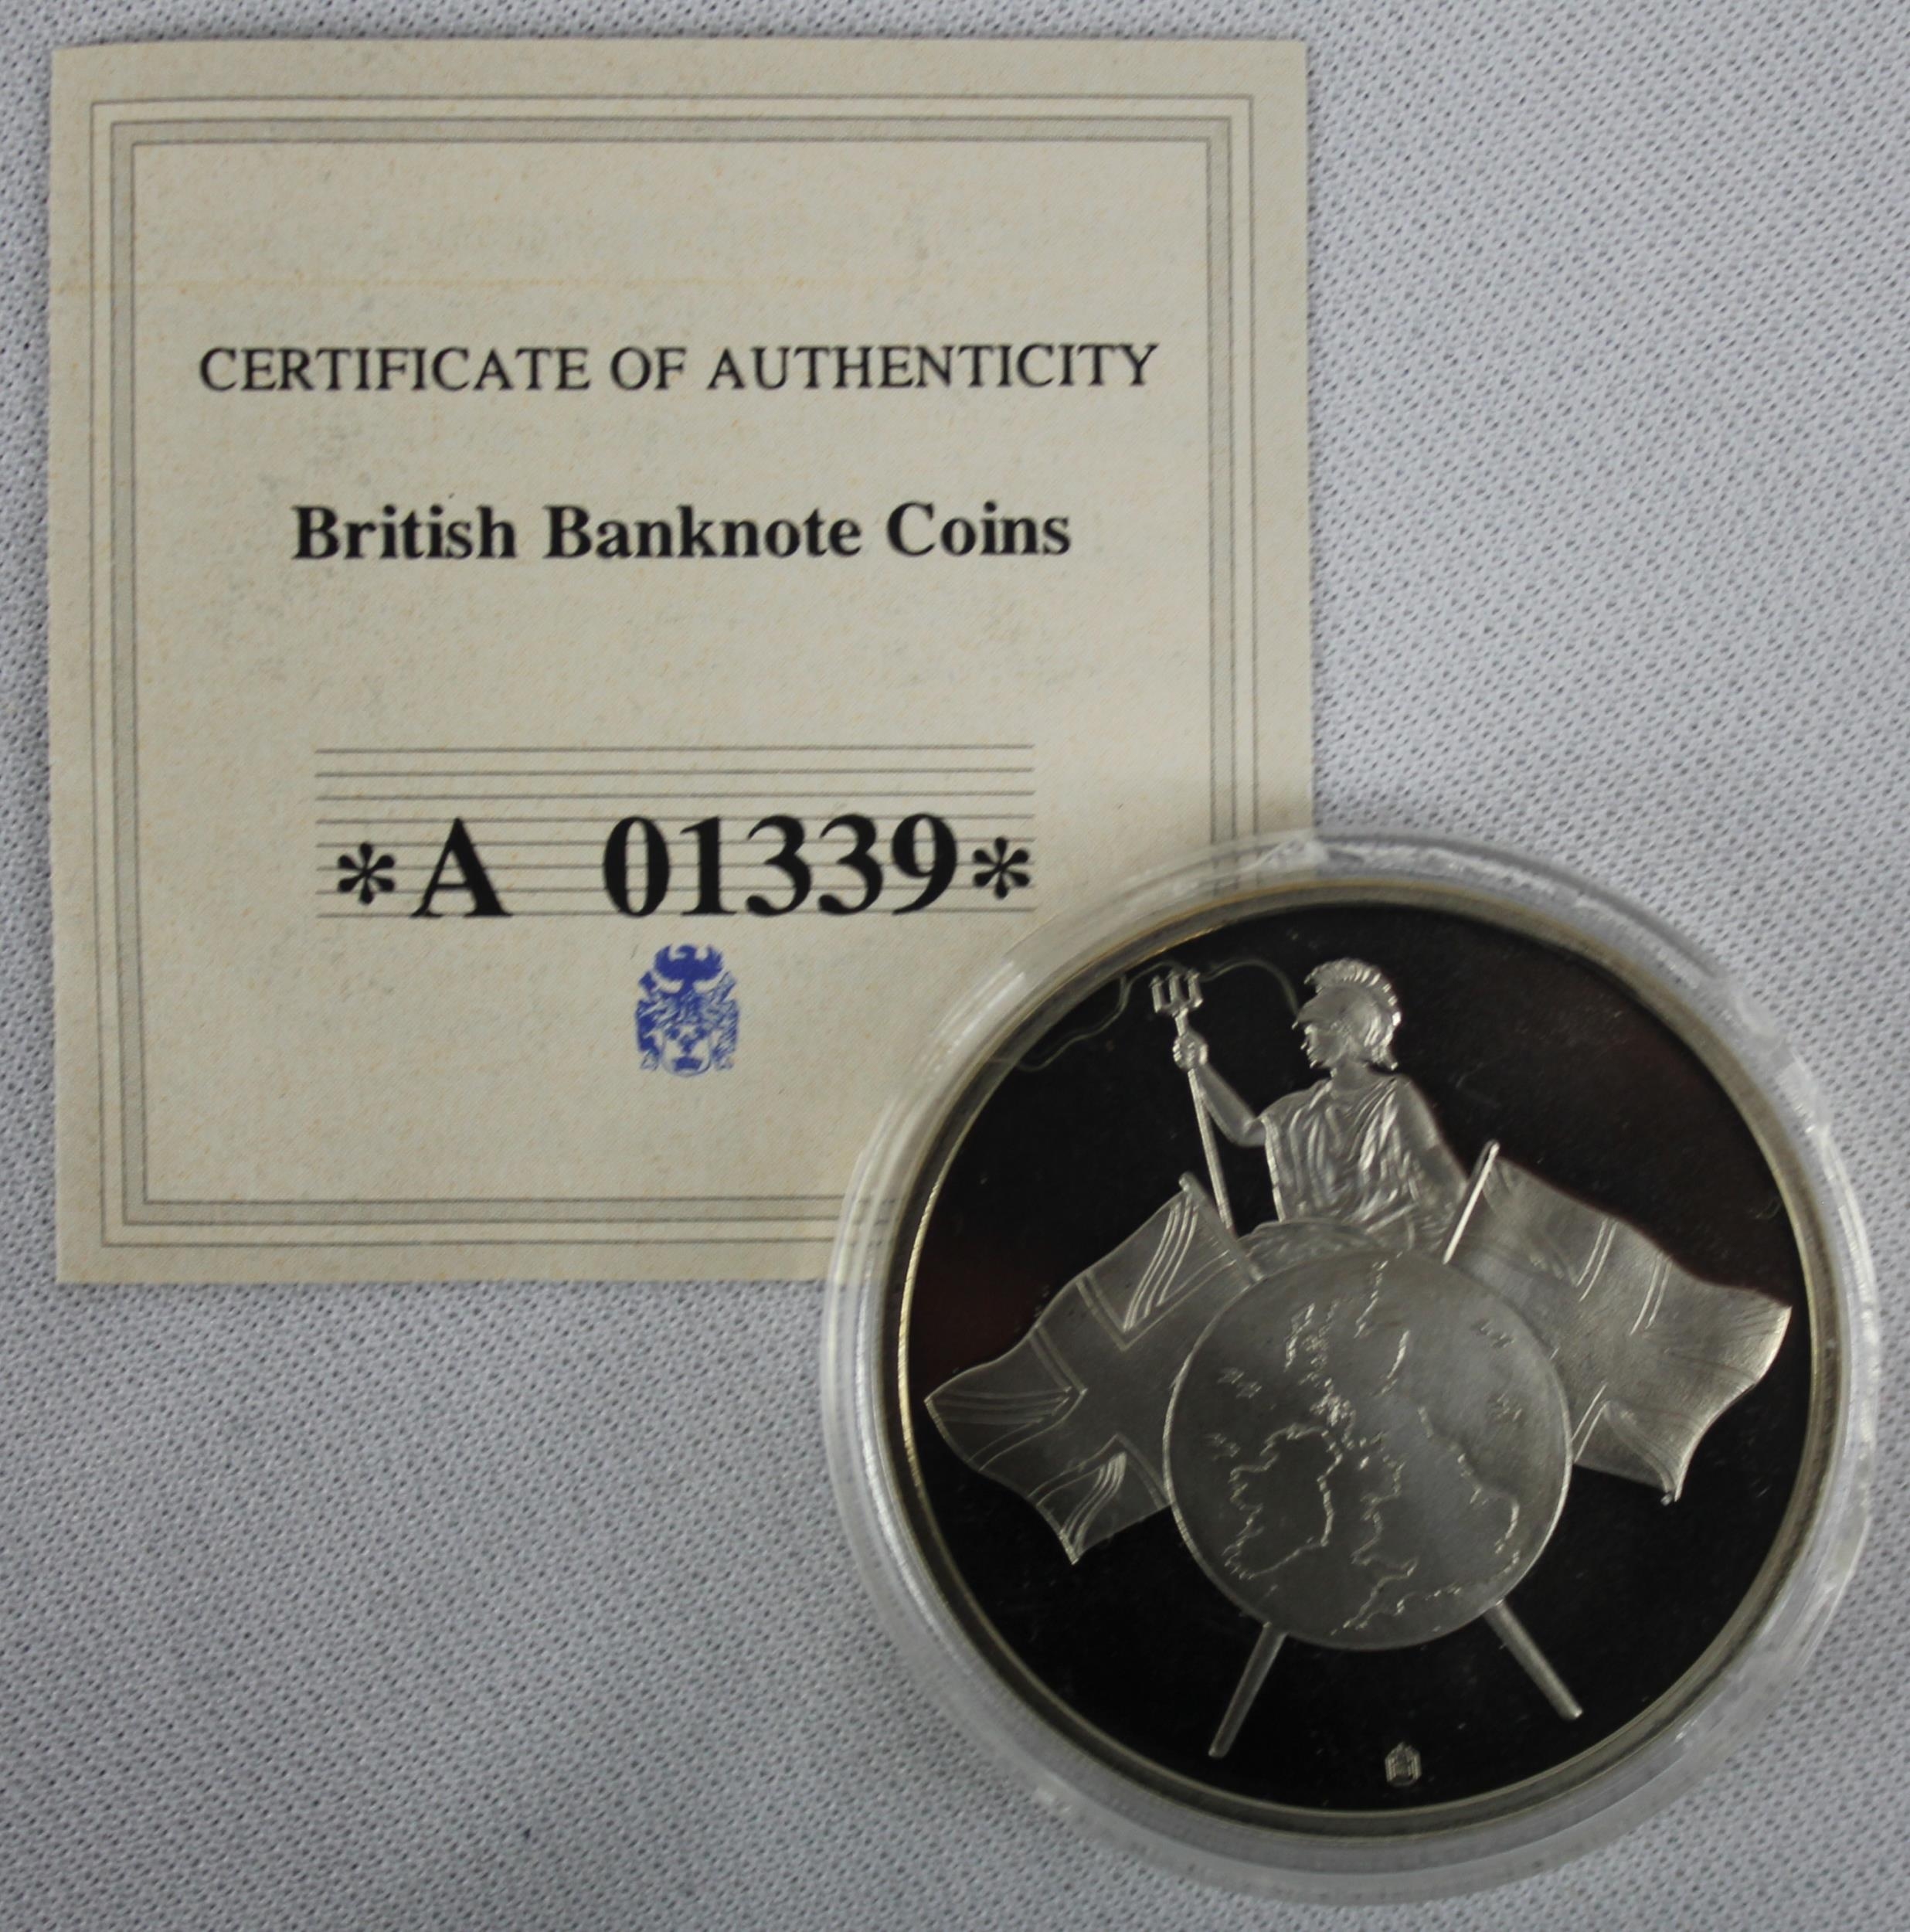 CERTIFICATE OF AUTHENTICITY
British Banknote Coins
*A 01339*